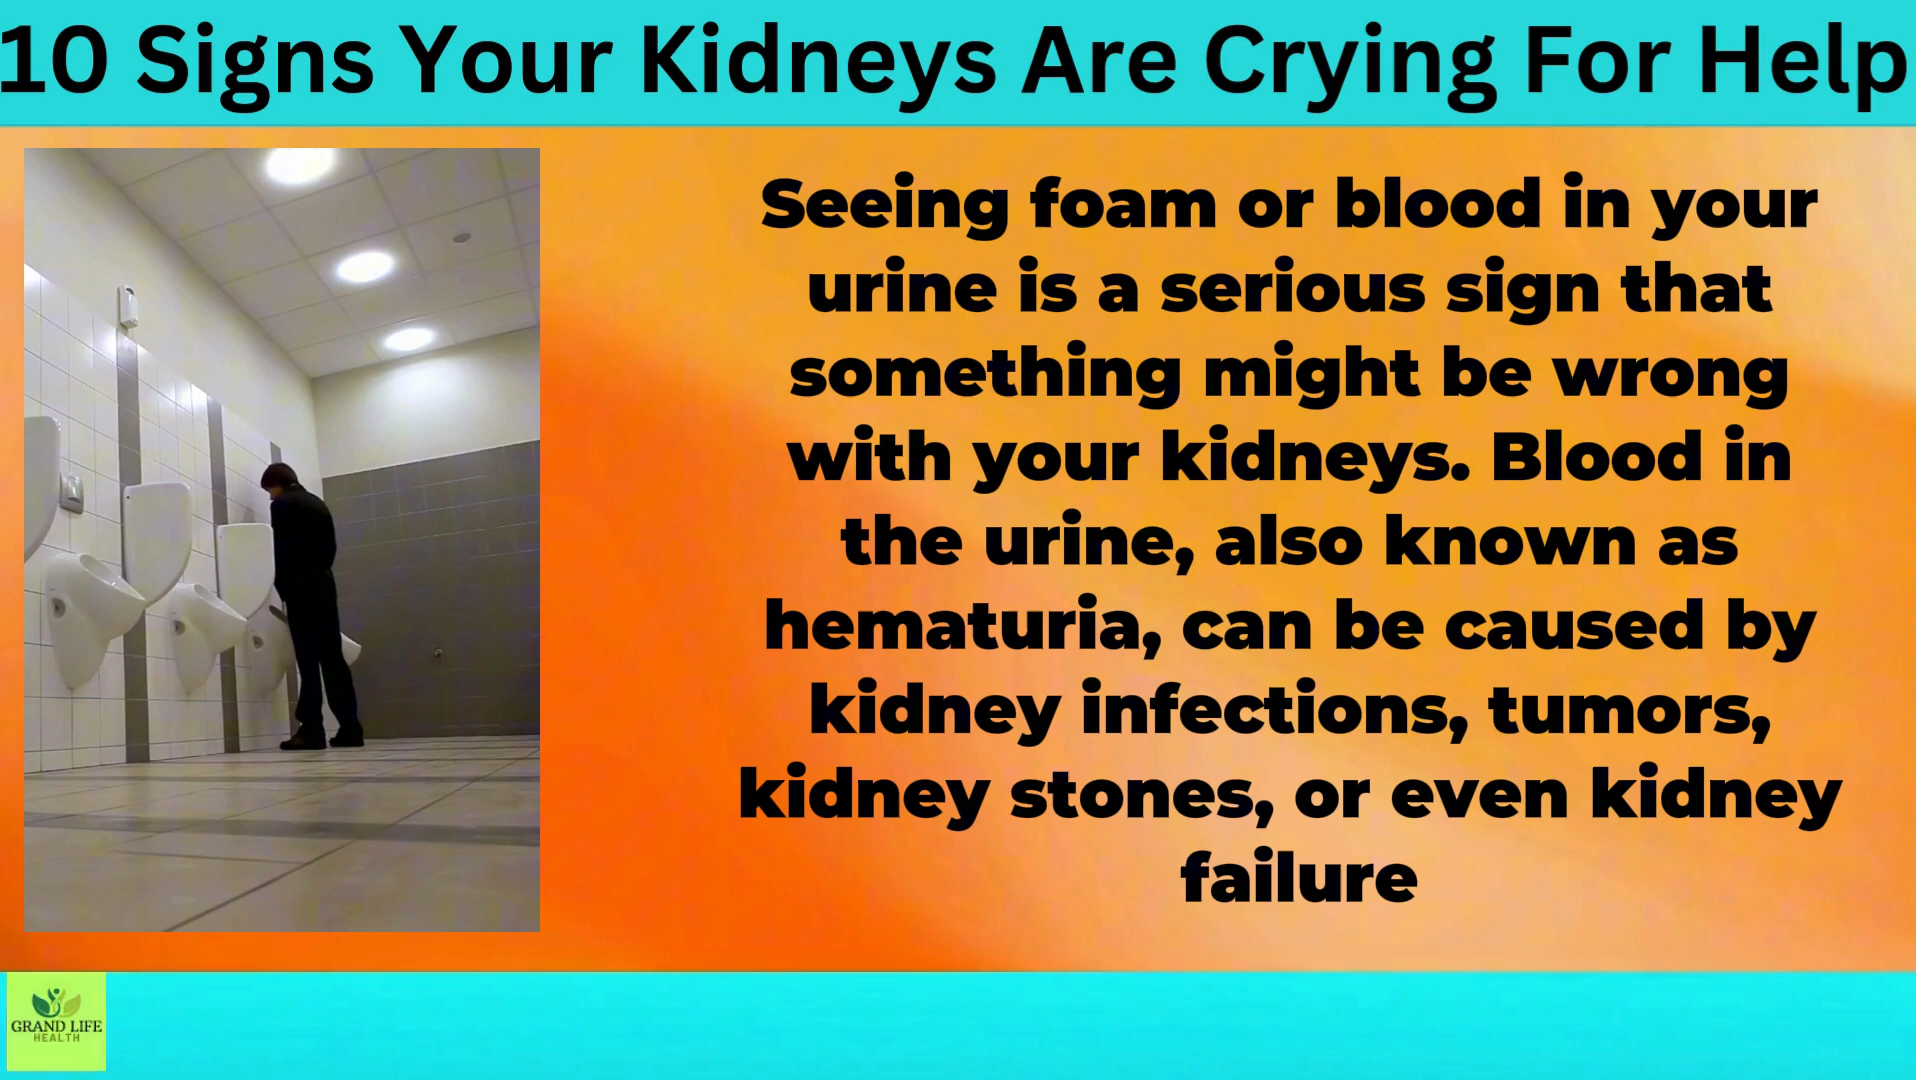 10 Signs Your Kidneys Are Crying For Help
Seeing foam or blood in your
urine is a serious sign that
something might be wrong
with your kidneys. Blood in
the urine, also known as
hematuria, can be caused by
kidney infections, tumors,
kidney stones, or even kidney
failure
GRAND LIFE
HEALTH